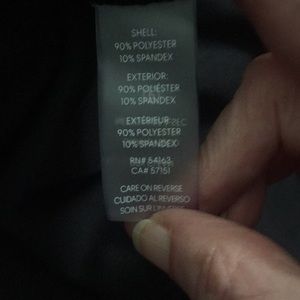 SHELL:
90% POLYESTER
10% SPANDEX
EXTERIOR:
90% POLIÉSTER
10% SPANDEX
EXTÉRIEUR:
90% POLYESTER
10% SPANDEX
RN# 54163
CA# 57151
CARE ON REVERSE
CUIDADO AL REVERSO
SOIN SUR